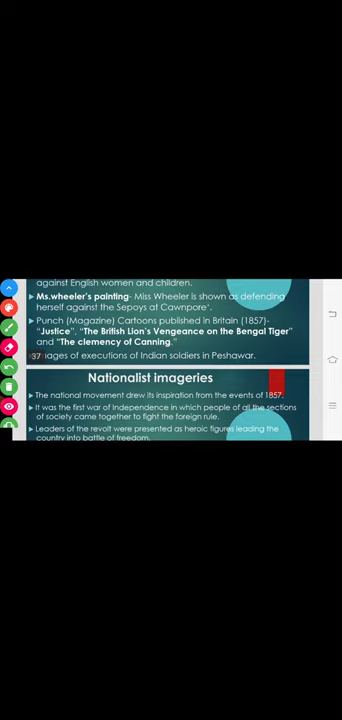 against English women and children.
▶ Ms.wheeler's painting- Miss Wheeler is shown as defending
herself against the Sepoys at Cawnpore'.
▶ Punch (Magazine) Cartoons published in Britain (1857)-
"Justice", "The British Lion's Vengeance on the Bengal Tiger"
and "The clemency of Canning."
37 mages of executions of Indian soldiers in Peshawar.
Nationalist imageries
▶ The national movement drew its inspiration from the events of 1857.
▶ It was the first war of Independence in which people of all the sections
of society came together to fight the foreign rule.
▶ Leaders of the revolt were presented as heroic figures leading the
country into battle of freedom.